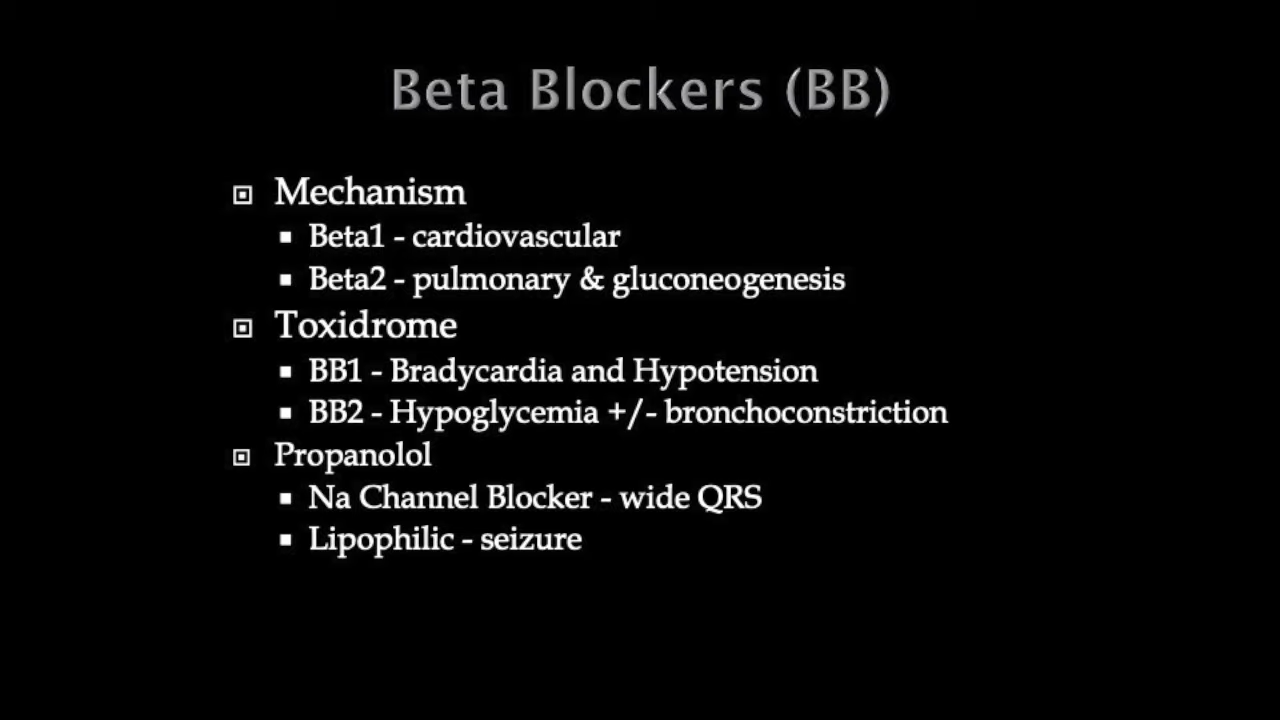 Beta Blockers (BB)
Mechanism
Beta1 - cardiovascular
Beta2 - pulmonary & gluconeogenesis
Toxidrome
BB1 - Bradycardia and Hypotension
BB2 - Hypoglycemia +/- bronchoconstriction
Propanolol
Na Channel Blocker - wide QRS
Lipophilic - seizure